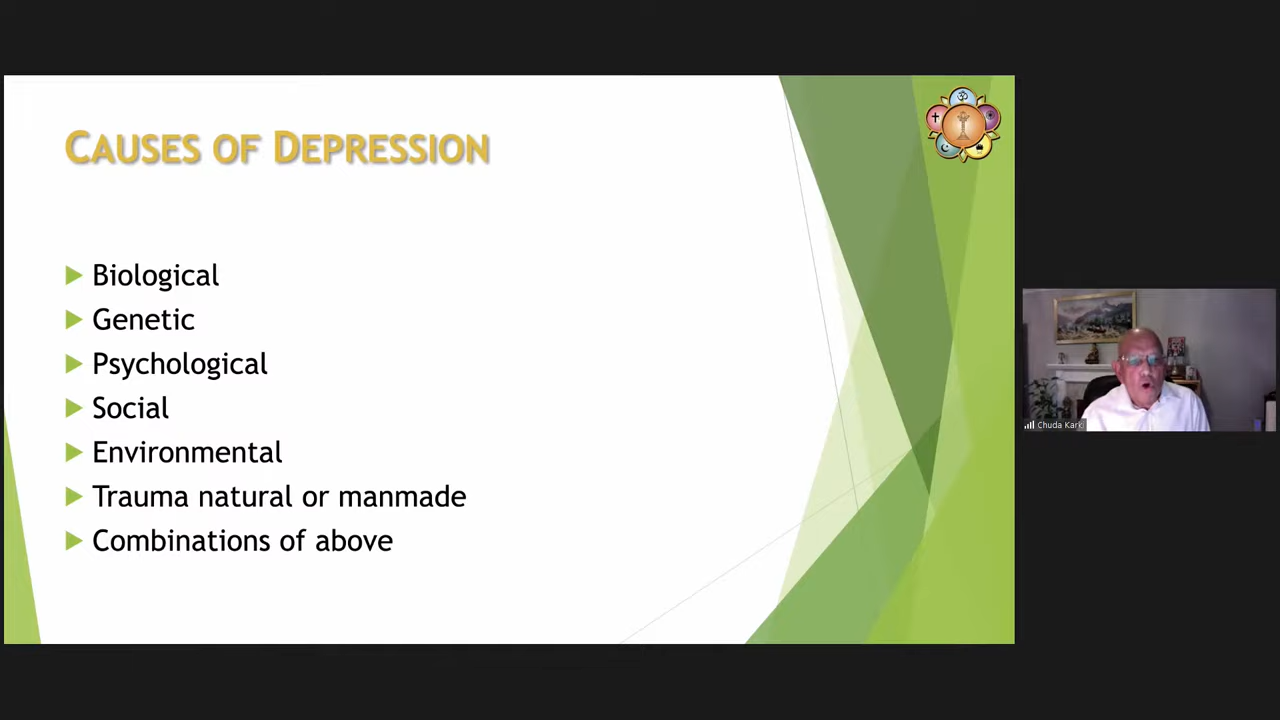 CAUSES OF DEPRESSION
Biological
Genetic
Psychological
Social
Environmental
Trauma natural or manmade
Combinations of above
Chuda Karki